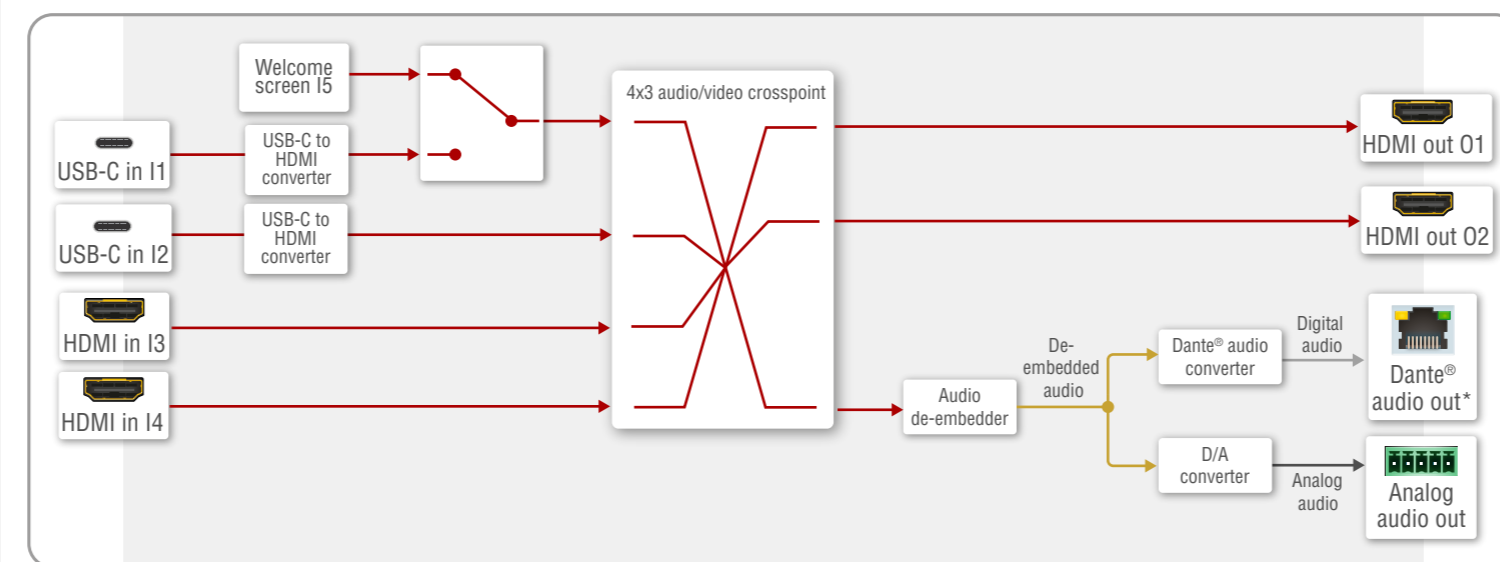 Welcome
screen I5
USB-C in I1
USB-C to
HDMI
converter
USB-C in I2
USB-C to
HDMI
converter
HDMI in I3
HDMI in I4
4x3 audio/video crosspoint
HDMI out O1
HDMI out O2
Audio
de-embedder
De-
embedded
audio
Dante® audio
converter
Digital
audio
Dante®
audio out*
D/A
converter
Analog
audio
Analog
audio out